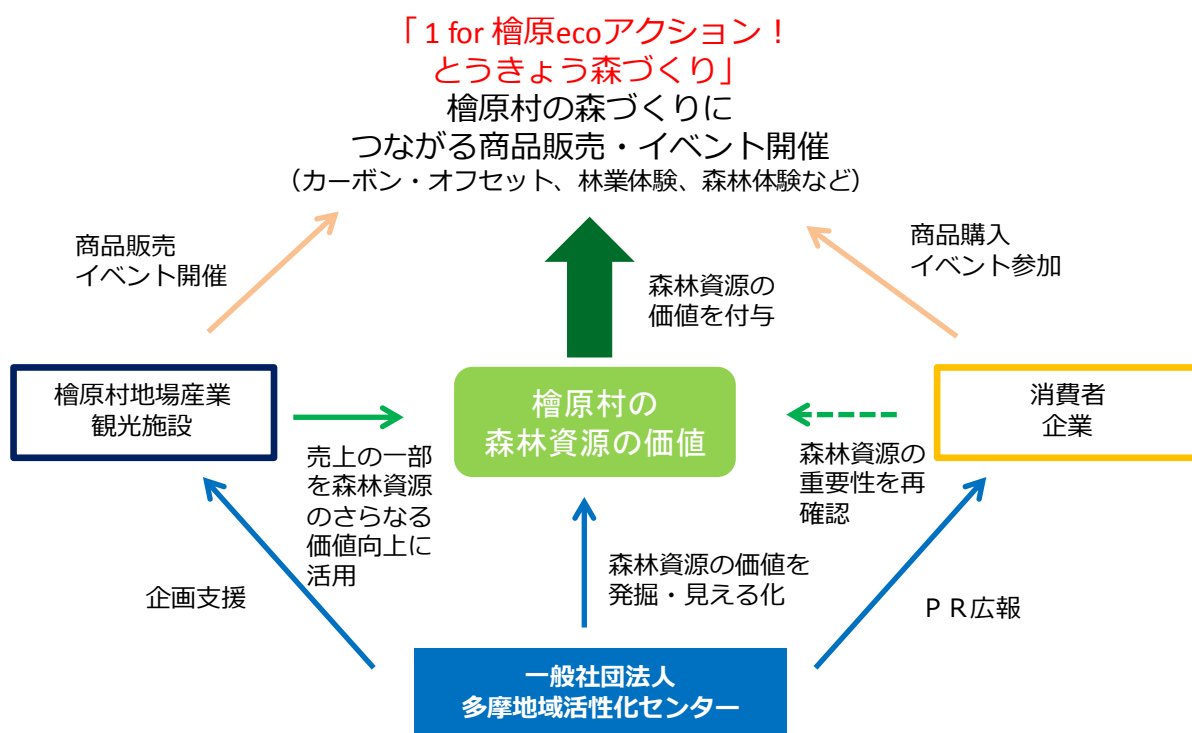 「１for 檜原ecoアクション！
とうきょう森づくり」
檜原村の森づくりに
つながる商品販売・イベント開催
（カーボン・オフセット、林業体験、森林体験など）
商品販売
イベント開催
商品購入
イベント参加
森林資源の
価値を付与
檜原村地場産業
観光施設
檜原村の
森林資源の価値
消費者
企業
売上の一部
を森林資源
のさらなる
価値向上に
活用
森林資源の
重要性を再
確認
企画支援
森林資源の価値を
発掘・見える化
ＰＲ広報
一般社団法人
多摩地域活性化センター